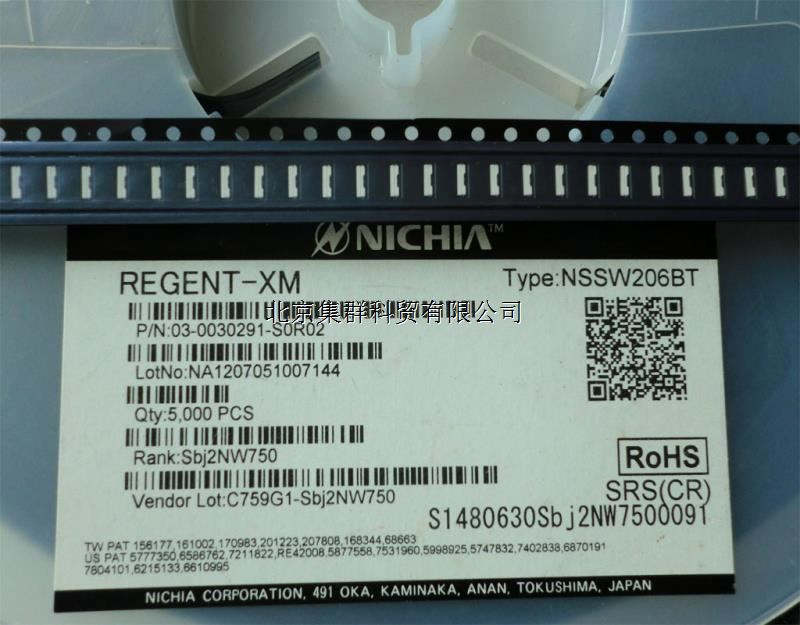 NICHIA™
REGENT-XM
Type:NSSW206BT
北京集群科贸有限公司
P/N:03-0030291-S0R02
LotNo:NA1207051007144
Qty:5,000 PCS
Rank:Sbj2NW750
RoHS
Vendor Lot:C759G1-Sbj2NW750
SRS(CR)
S1480630Sbj2NW7500091
TW PAT 156177,161002,170983,201223,207808,168344,68663
US PAT 5777350,6586762,7211822,RE42008,5877558,7531960,5998925,5747832,7402838,6870191
7804101,6215133,6610995
NICHIA CORPORATION, 491 OKA, KAMINAKA, ANAN, TOKUSHIMA, JAPAN